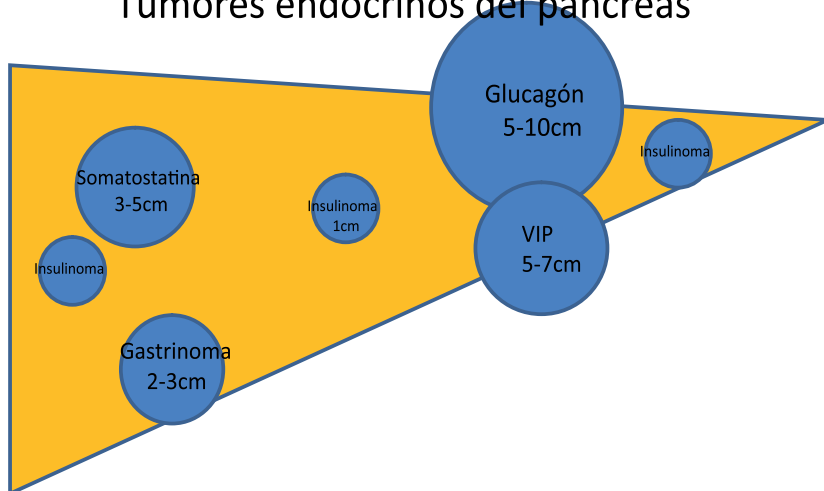 Tumores endocrinos del páncreas
Glucagón
5-10cm
Insulinoma
Somatostatina
3-5cm
Insulinoma
1cm
VIP
5-7cm
Insulinoma
Gastrinoma
2-3cm